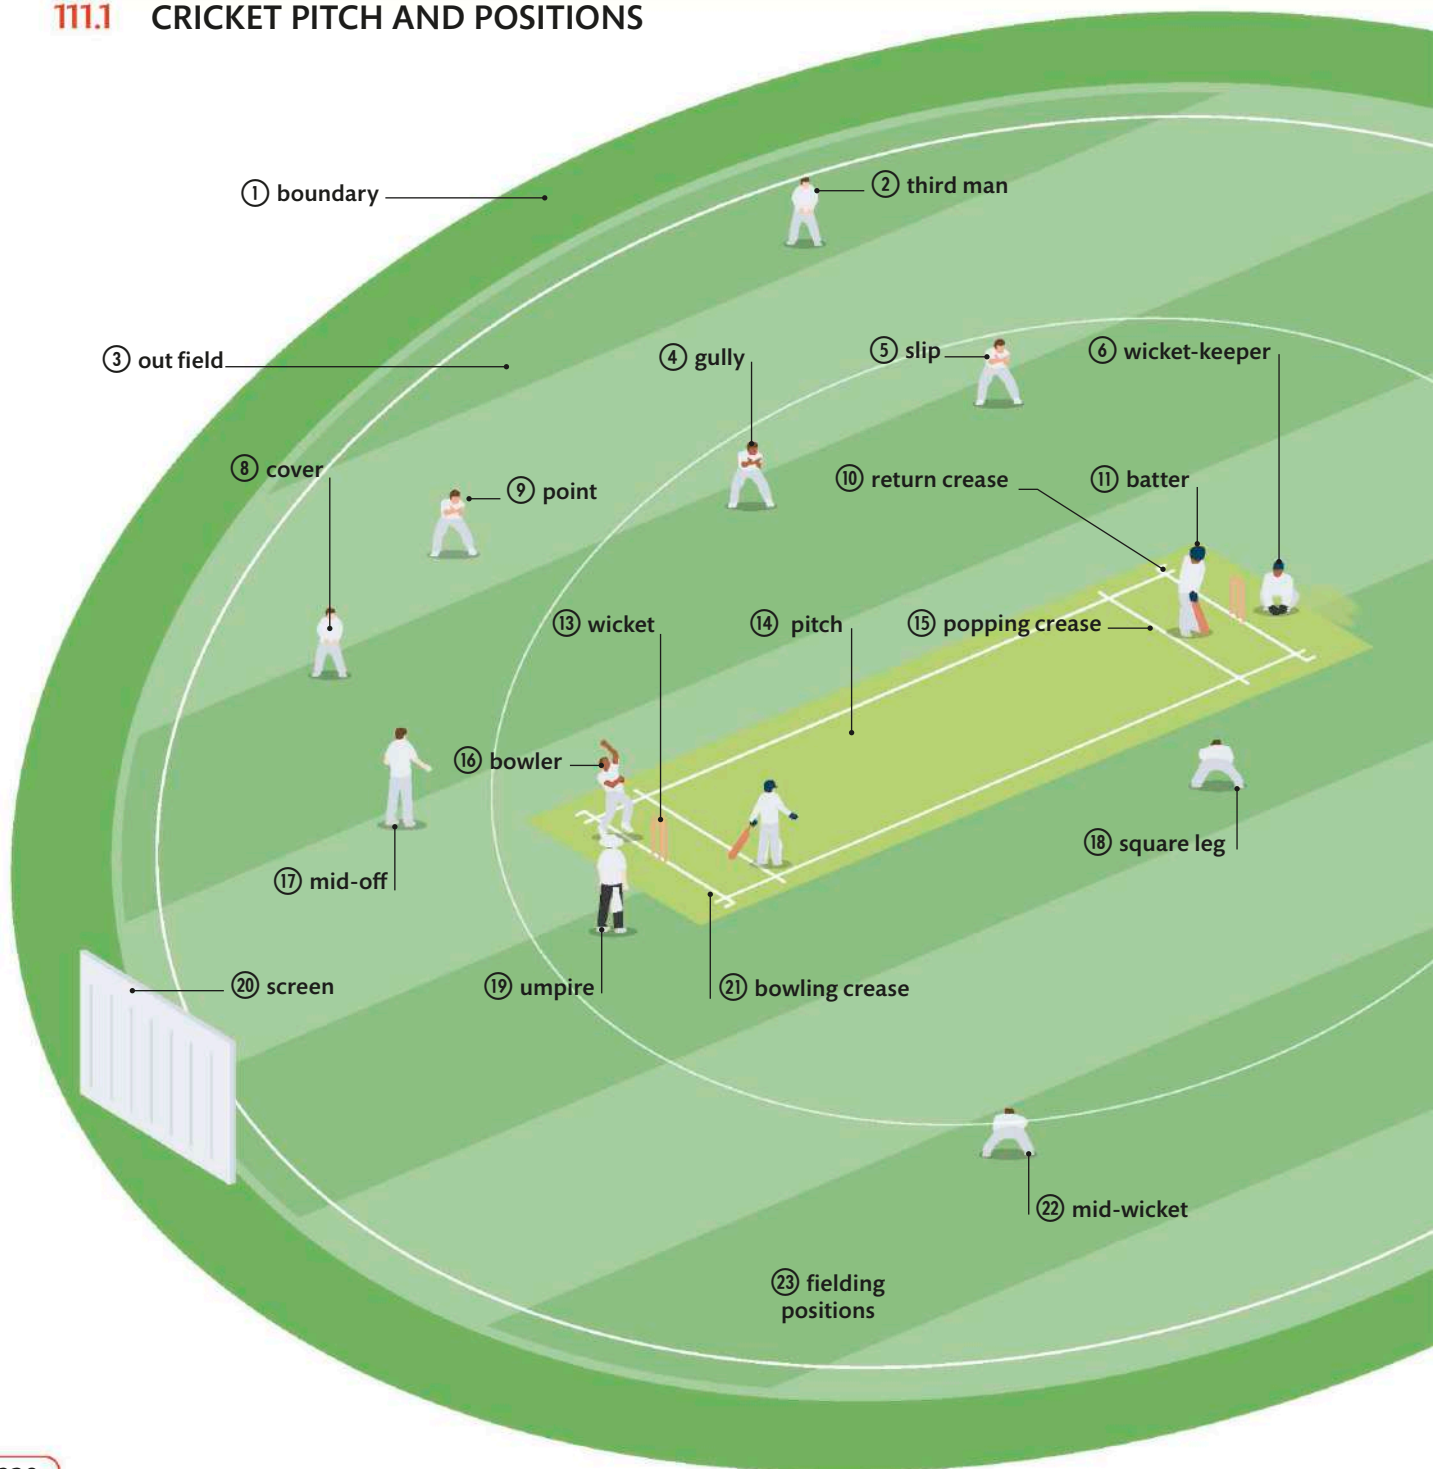 111.1 CRICKET PITCH AND POSITIONS
① boundary
② third man
③ out field
④ gully
⑤ slip
⑥ wicket-keeper
⑧ cover
⑨ point
⑩ return crease
⑪ batter
⑬ wicket
⑭ pitch
⑮ popping crease
⑯ bowler
⑰ mid-off
⑱ square leg
⑲ umpire
⑳ screen
㉑ bowling crease
㉒ mid-wicket
㉓ fielding
positions